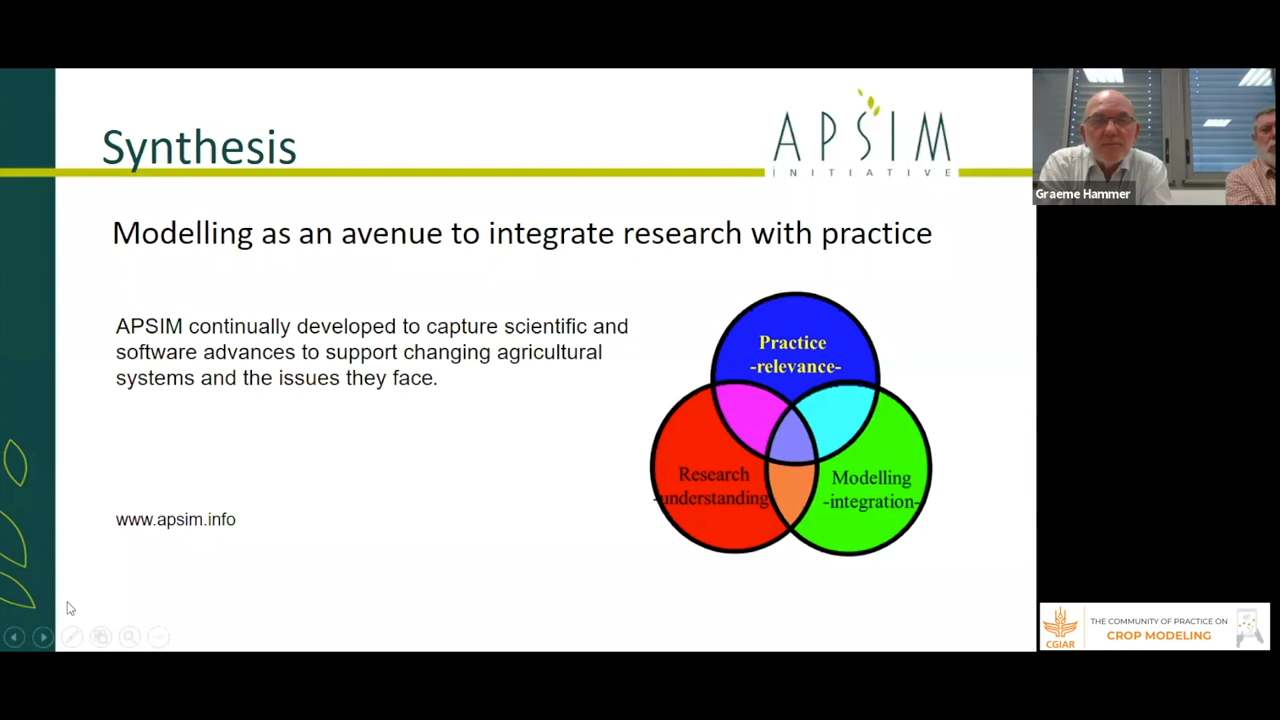 Synthesis
APSIM
INITIATIVE
Modelling as an avenue to integrate research with practice
APSIM continually developed to capture scientific and
software advances to support changing agricultural
systems and the issues they face.
www.apsim.info
Practice
-relevance-
Research
-understanding-
Modelling
-integration-
Graeme Hammer
CGIAR
THE COMMUNITY OF PRACTICE ON
CROP MODELING